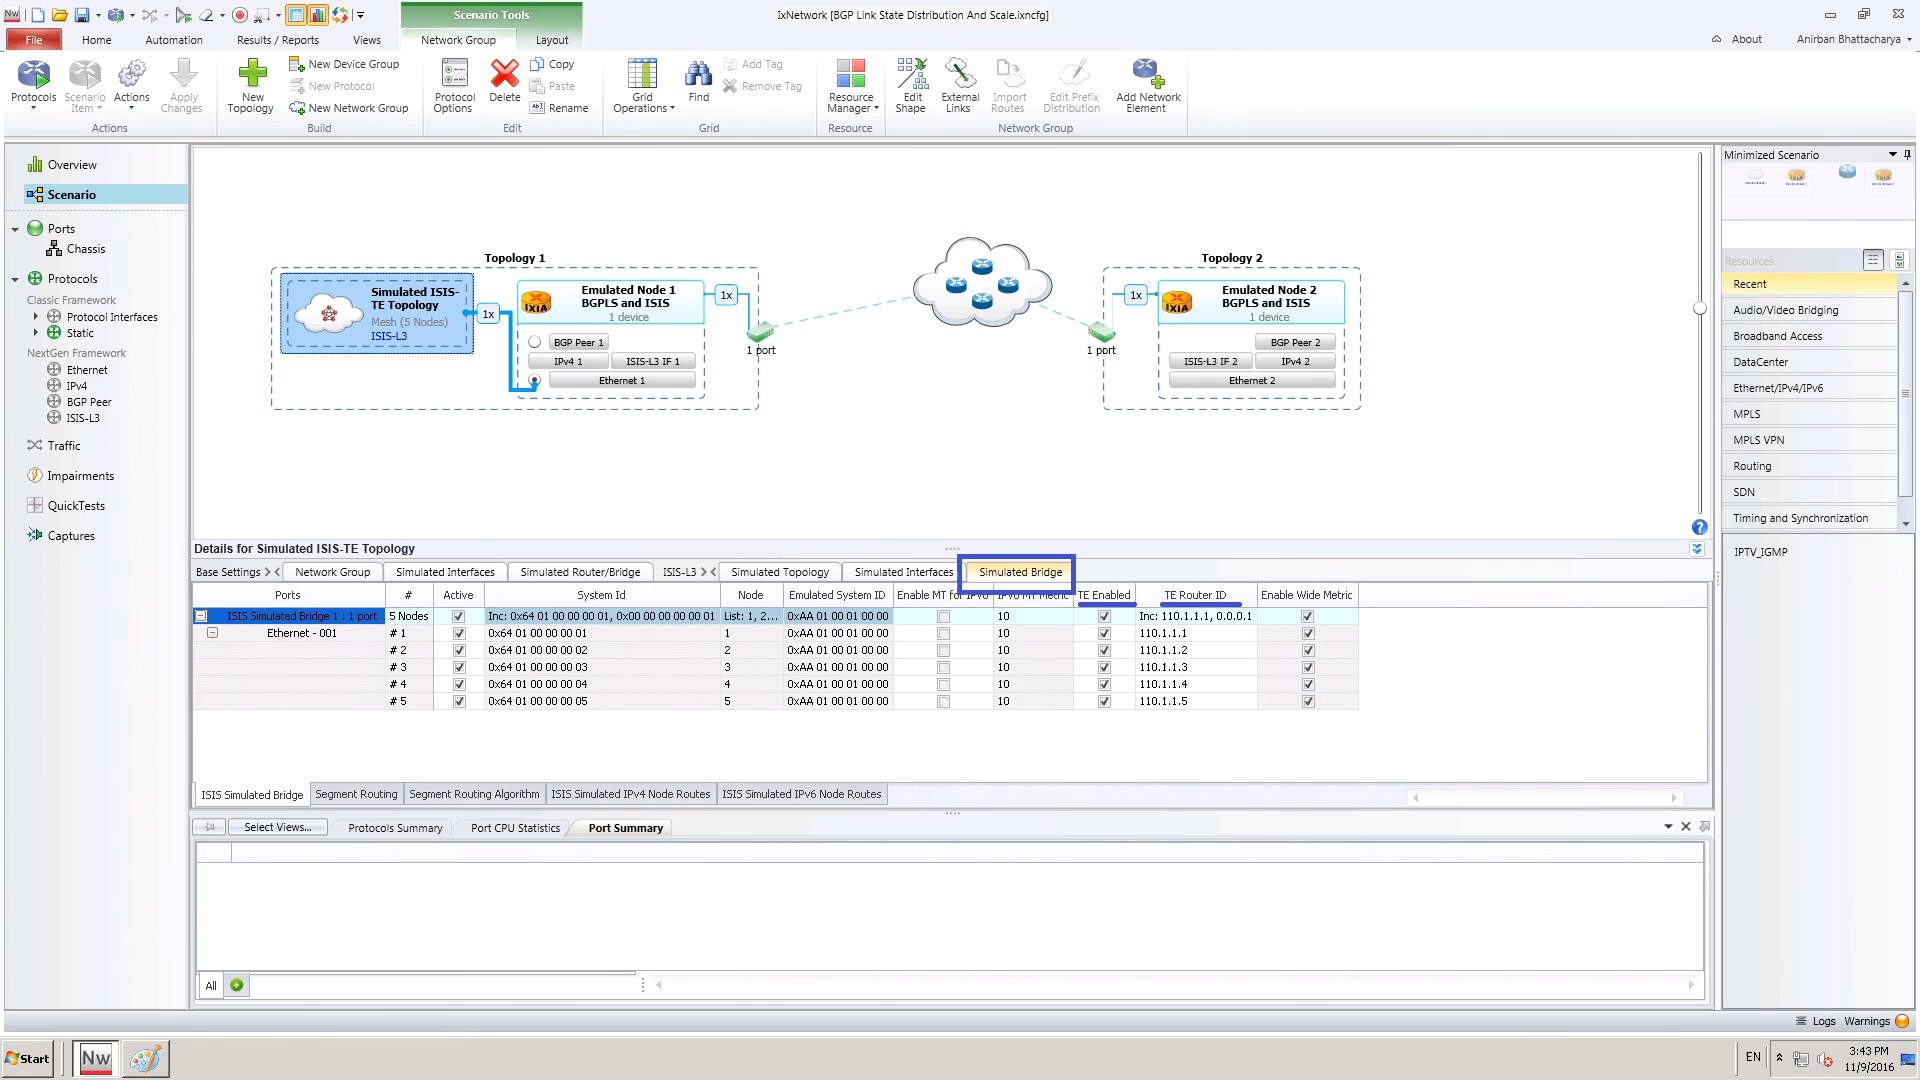 Nw
Scenario Tools
IxNetwork [BGP Link State Distribution And Scale.ixncfg]
File
Home
Automation
Results / Reports
Views
Network Group
Layout
About
Anirban Bhattacharya
Protocols
Scenario Item
Actions
Apply Changes
Actions
New Topology
New Device Group
New Protocol
New Network Group
Build
Protocol Options
Delete
Copy
Paste
Rename
Edit
Grid Operations
Find
Add Tag
Remove Tag
Grid
Resource Manager
Resource
Edit Shape
External Links
Import Routes
Edit Prefix Distribution
Add Network Element
Network Group
Overview
Scenario
Ports
Chassis
Protocols
Classic Framework
Protocol Interfaces
Static
NextGen Framework
Ethernet
IPv4
BGP Peer
ISIS-L3
Traffic
Impairments
QuickTests
Captures
Topology 1
Simulated ISIS-TE Topology
Mesh (5 Nodes)
ISIS-L3
1x
IXIA
Emulated Node 1
BGPLS and ISIS
1 device
BGP Peer 1
IPv4 1
ISIS-L3 IF 1
Ethernet 1
1x
1 port
1 port
Topology 2
1x
IXIA
Emulated Node 2
BGPLS and ISIS
1 device
BGP Peer 2
ISIS-L3 IF 2
IPv4 2
Ethernet 2
Minimized Scenario
Resources
Recent
Audio/Video Bridging
Broadband Access
DataCenter
Ethernet/IPv4/IPv6
MPLS
MPLS VPN
Routing
SDN
Timing and Synchronization
IPTV_IGMP
Details for Simulated ISIS-TE Topology
Base Settings
Network Group
Simulated Interfaces
Simulated Router/Bridge
ISIS-L3
Simulated Topology
Simulated Interfaces
Simulated Bridge
Ports # Active System Id Node Emulated System ID Enable MT for IPv6 IPv6 MT Metric TE Enabled TE Router ID Enable Wide Metric
ISIS Simulated Bridge 1 : 1 port 5 Nodes Inc: 0x64 01 00 00 00 01, 0x00 00 00 00 00 01 List: 1, 2... 0xAA 01 00 01 00 00 10 Inc: 110.1.1.1, 0.0.0.1
Ethernet - 001 # 1 0x64 01 00 00 00 01 1 0xAA 01 00 01 00 00 10 110.1.1.1
# 2 0x64 01 00 00 00 02 2 0xAA 01 00 01 00 00 10 110.1.1.2
# 3 0x64 01 00 00 00 03 3 0xAA 01 00 01 00 00 10 110.1.1.3
# 4 0x64 01 00 00 00 04 4 0xAA 01 00 01 00 00 10 110.1.1.4
# 5 0x64 01 00 00 00 05 5 0xAA 01 00 01 00 00 10 110.1.1.5
ISIS Simulated Bridge
Segment Routing
Segment Routing Algorithm
ISIS Simulated IPv4 Node Routes
ISIS Simulated IPv6 Node Routes
Select Views...
Protocols Summary
Port CPU Statistics
Port Summary
All
Logs
Warnings
Start
Nw
EN
3:43 PM
11/9/2016